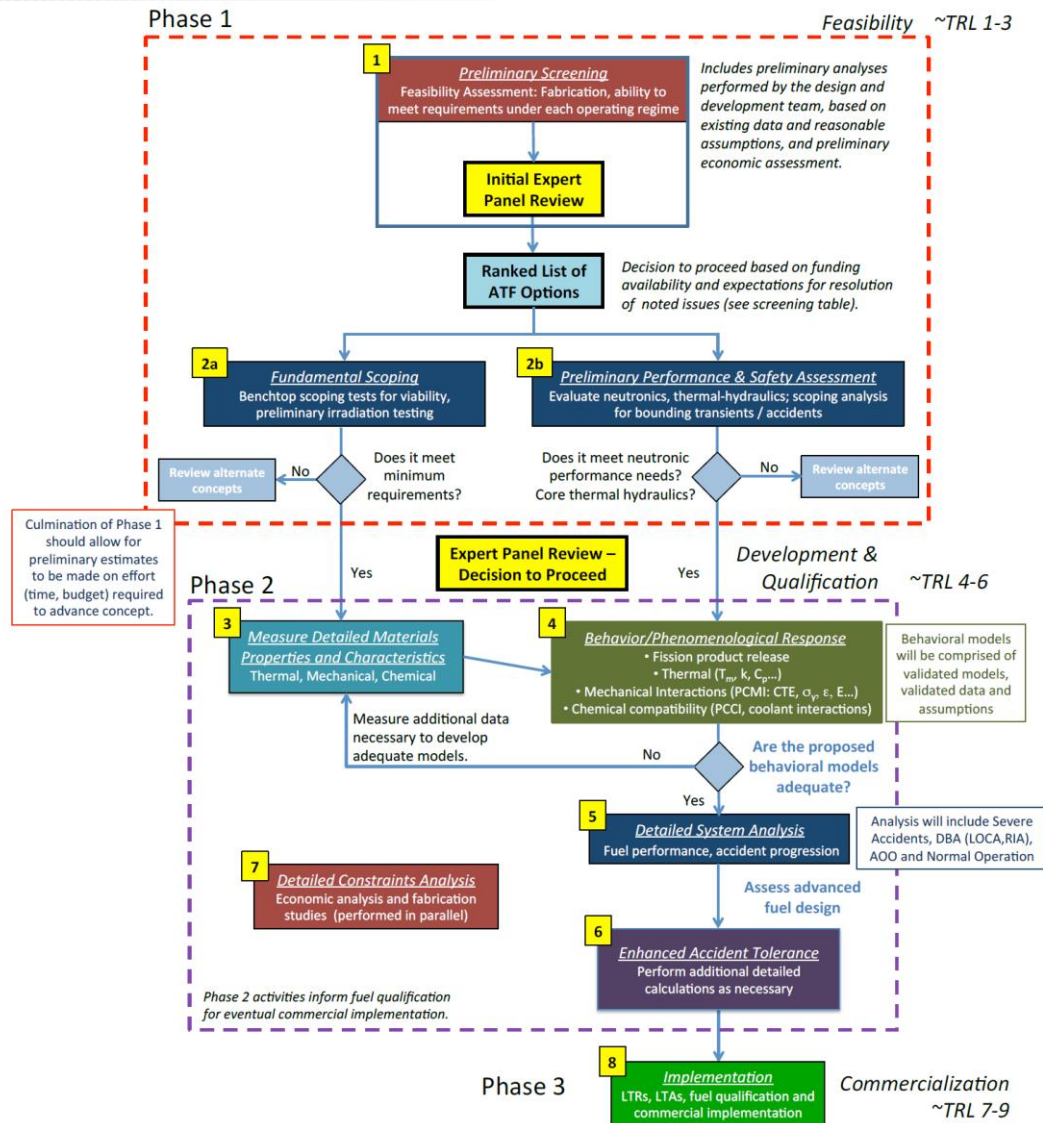 Phase 1
Feasibility ~TRL 1-3
1
Preliminary Screening
Feasibility Assessment: Fabrication, ability to
meet requirements under each operating regime
Includes preliminary analyses
performed by the design and
development team, based on
existing data and reasonable
assumptions, and preliminary
economic assessment.
Initial Expert
Panel Review
Ranked List of
ATF Options
Decision to proceed based on funding
availability and expectations for resolution
of noted issues (see screening table).
2a
Fundamental Scoping
Benchtop scoping tests for viability,
preliminary irradiation testing
2b
Preliminary Performance & Safety Assessment
Evaluate neutronics, thermal-hydraulics; scoping analysis
for bounding transients / accidents
Review alternate
concepts
No
Does it meet
minimum
requirements?
Does it meet neutronic
performance needs?
Core thermal hydraulics?
No
Review alternate
concepts
Culmination of Phase 1
should allow for
preliminary estimates
to be made on effort
(time, budget) required
to advance concept.
Yes
Expert Panel Review –
Decision to Proceed
Yes
Development &
Qualification ~TRL 4-6
Phase 2
3
Measure Detailed Materials
Properties and Characteristics
Thermal, Mechanical, Chemical
4
Behavior/Phenomenological Response
• Fission product release
• Thermal (Tm, k, Cp...)
• Mechanical Interactions (PCMI: CTE, σy, ε, E...)
• Chemical compatibility (PCCI, coolant interactions)
Behavioral models
will be comprised of
validated models,
validated data and
assumptions
Measure additional data
necessary to develop
adequate models.
No
Are the proposed
behavioral models
adequate?
Yes
5
Detailed System Analysis
Fuel performance, accident progression
Analysis will include Severe
Accidents, DBA (LOCA,RIA),
AOO and Normal Operation
7
Detailed Constraints Analysis
Economic analysis and fabrication
studies (performed in parallel)
Assess advanced
fuel design
6
Enhanced Accident Tolerance
Perform additional detailed
calculations as necessary
Phase 2 activities inform fuel qualification
for eventual commercial implementation.
8
Phase 3
Implementation
LTRs, LTAs, fuel qualification and
commercial implementation
Commercialization
~TRL 7-9